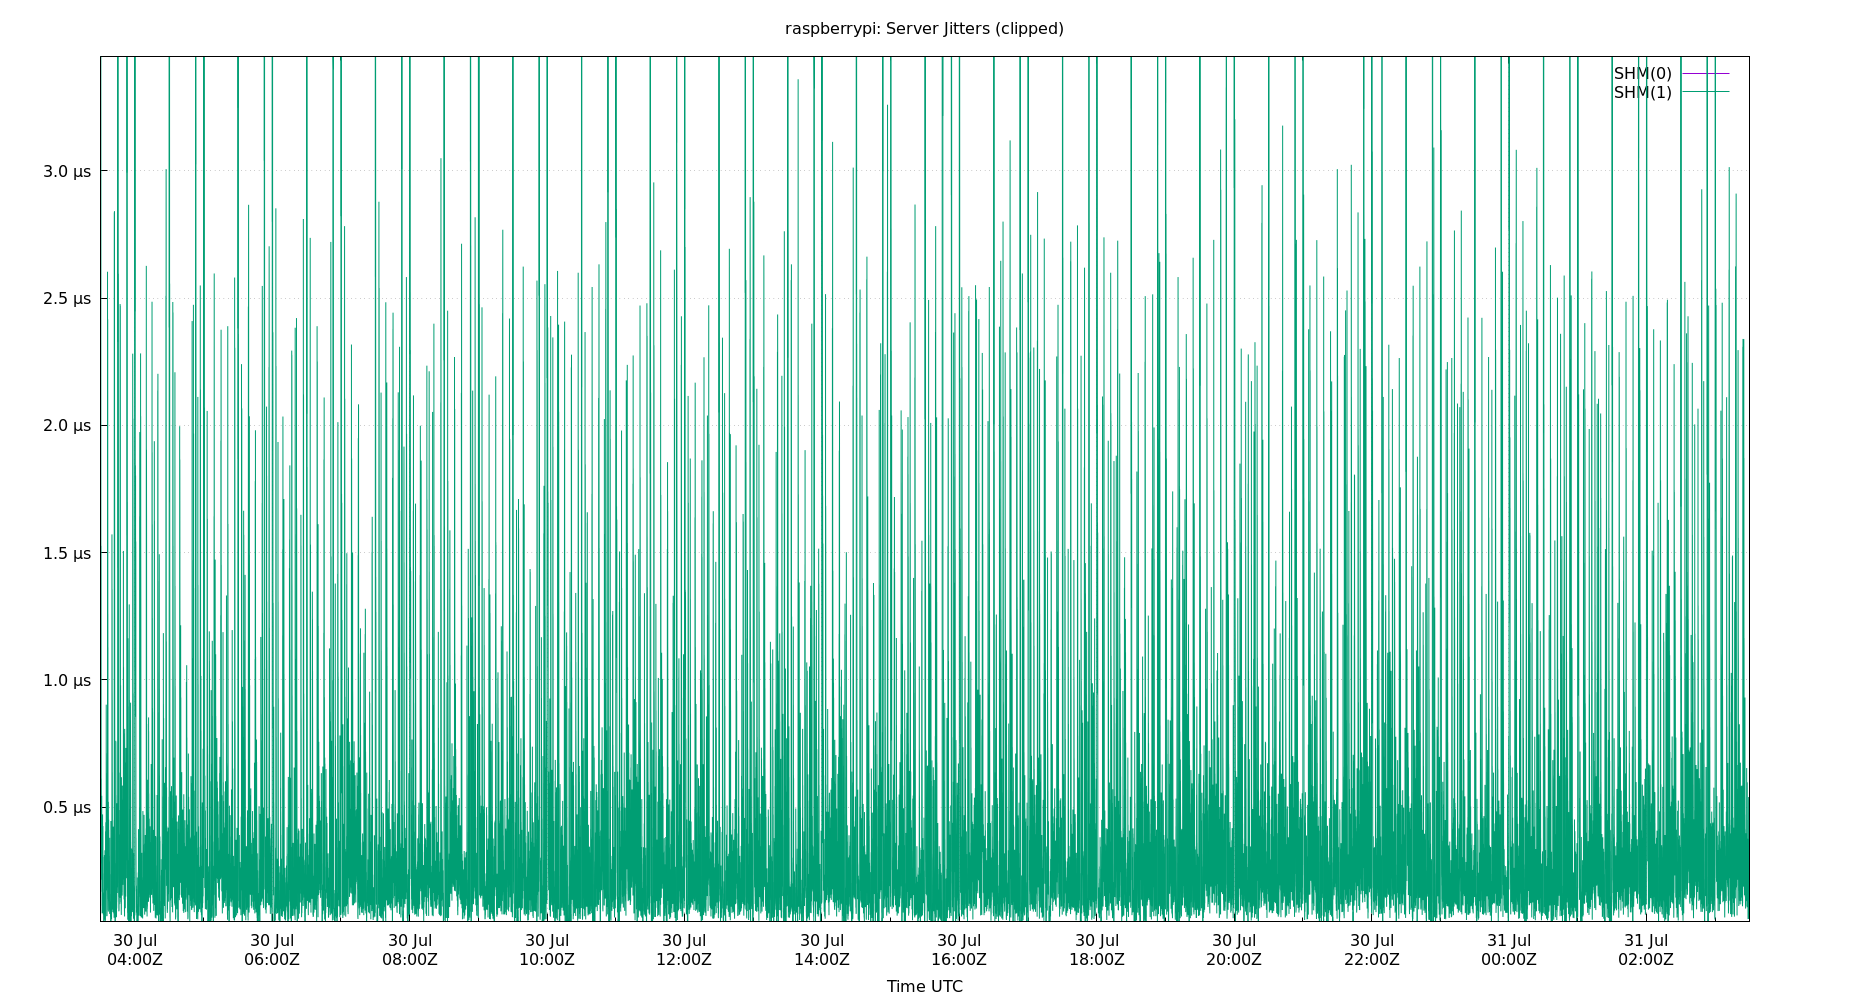 raspberrypi: Server Jitters (clipped)
SHM(0)
SHM(1)
3.0 µs
2.5 µs
2.0 µs
1.5 µs
1.0 µs
0.5 µs
30 Jul 30 Jul 30 Jul 30 Jul 30 Jul 30 Jul 30 Jul 30 Jul 30 Jul 30 Jul 31 Jul 31 Jul
04:00Z 06:00Z 08:00Z 10:00Z 12:00Z 14:00Z 16:00Z 18:00Z 20:00Z 22:00Z 00:00Z 02:00Z
Time UTC